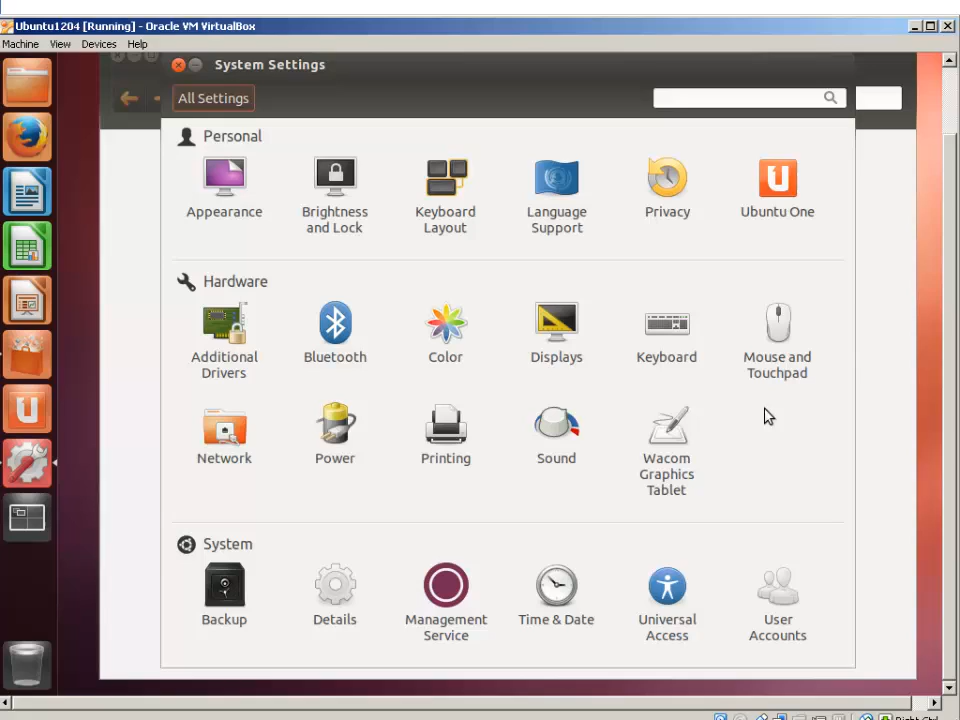 Ubuntu1204 [Running] - Oracle VM VirtualBox
Machine View Devices Help
System Settings
All Settings
Personal
Appearance
Brightness and Lock
Keyboard Layout
Language Support
Privacy
Ubuntu One
Hardware
Additional Drivers
Bluetooth
Color
Displays
Keyboard
Mouse and Touchpad
Network
Power
Printing
Sound
Wacom Graphics Tablet
System
Backup
Details
Management Service
Time & Date
Universal Access
User Accounts
Right Ctrl